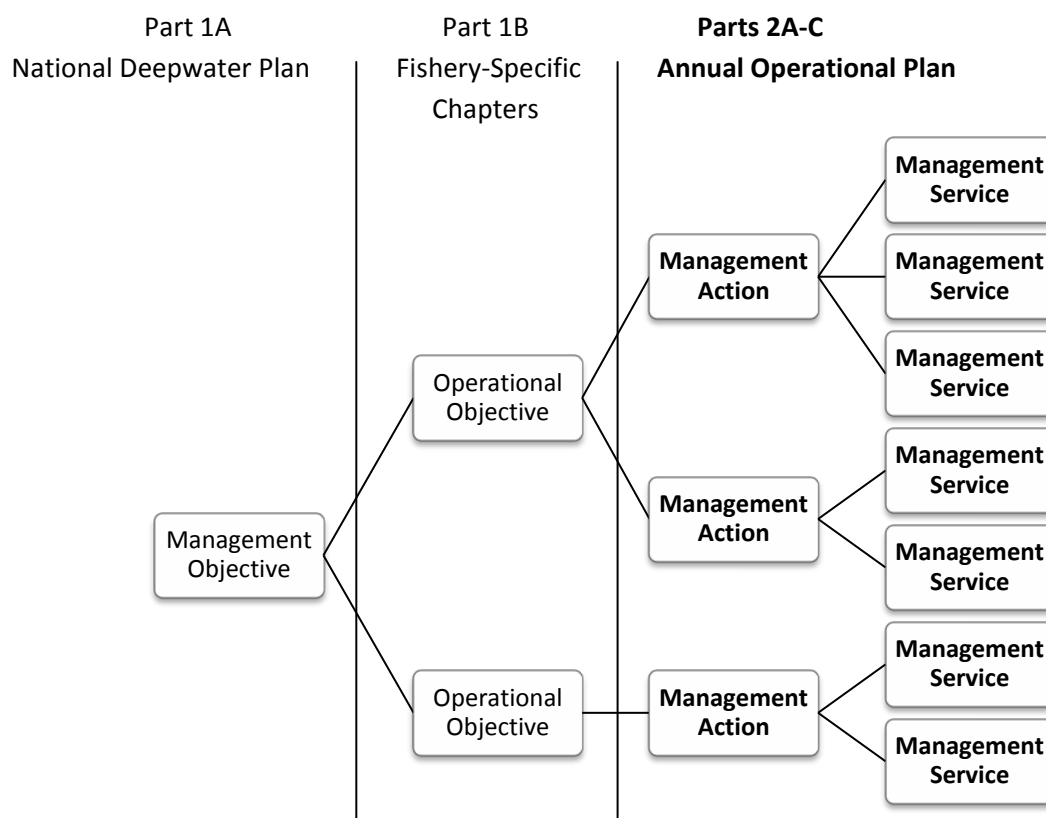 Part 1A
National Deepwater Plan
Part 1B
Fishery-Specific
Chapters
Parts 2A-C
Annual Operational Plan
Management
Objective
Operational
Objective
Operational
Objective
Management
Action
Management
Action
Management
Action
Management
Service
Management
Service
Management
Service
Management
Service
Management
Service
Management
Service
Management
Service